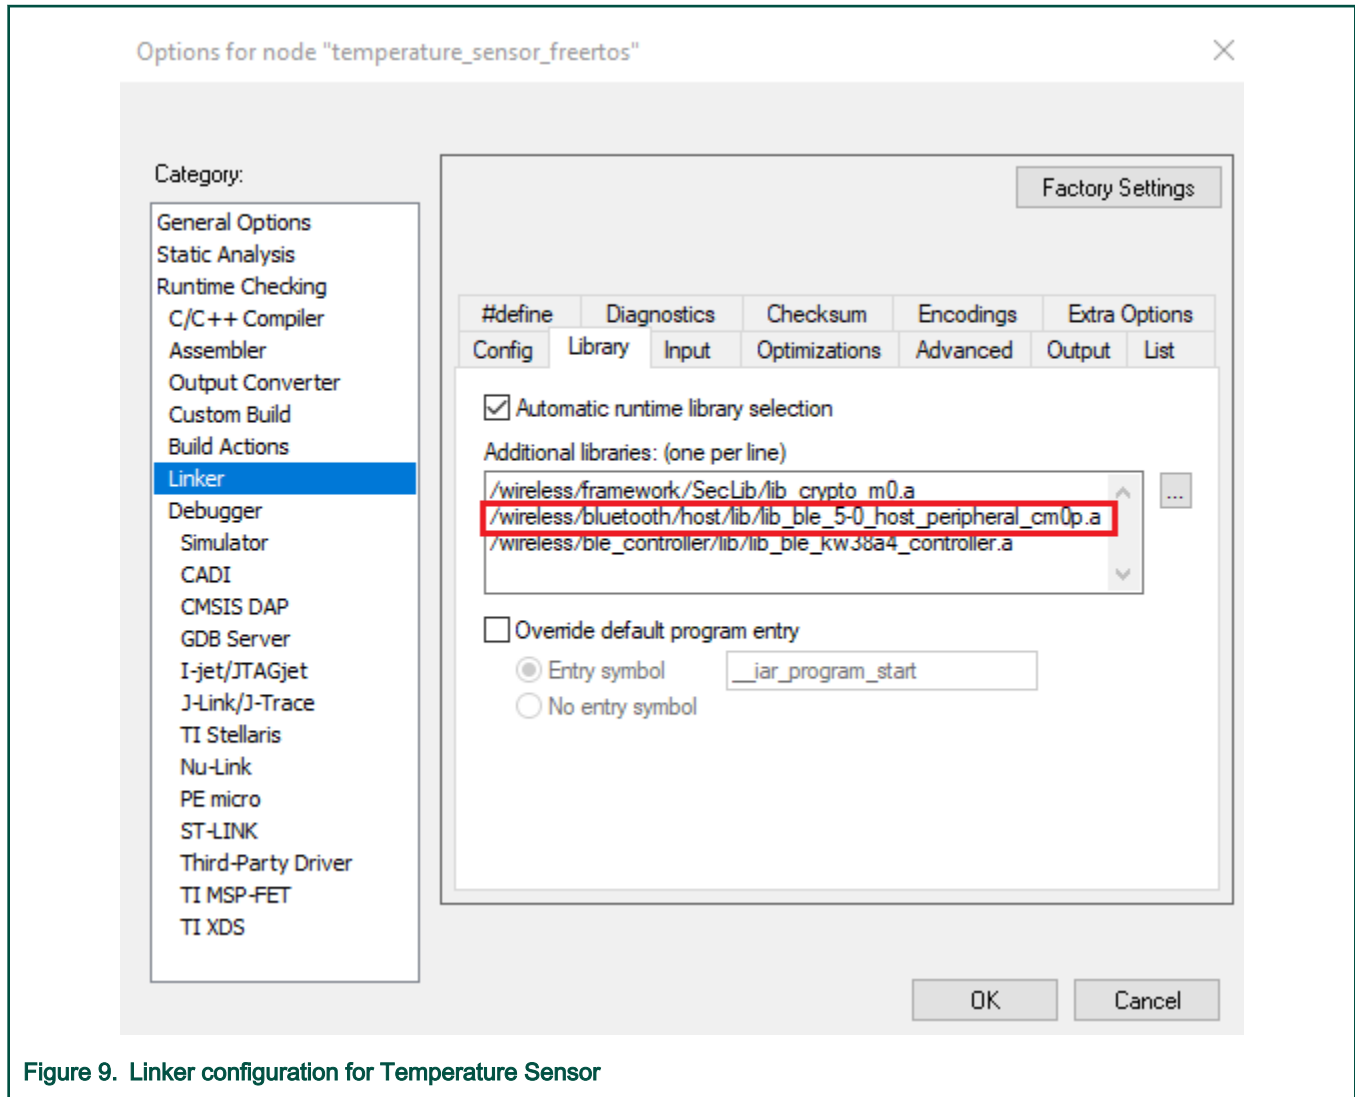 Options for node "temperature_sensor_freertos"
Category:
General Options
Static Analysis
Runtime Checking
C/C++ Compiler
Assembler
Output Converter
Custom Build
Build Actions
Linker
Debugger
Simulator
CADI
CMSIS DAP
GDB Server
I-jet/JTAGjet
J-Link/J-Trace
TI Stellaris
Nu-Link
PE micro
ST-LINK
Third-Party Driver
TI MSP-FET
TI XDS
Factory Settings
#define Diagnostics Checksum Encodings Extra Options
Config Library Input Optimizations Advanced Output List
Automatic runtime library selection
Additional libraries: (one per line)
/wireless/framework/SecLib/lib_crypto_m0.a
...
/wireless/bluetooth/host/lib/lib_ble_5-0_host_peripheral_cm0p.a
/wireless/ble_controller/lib/lib_ble_kw38a4_controller.a
Override default program entry
Entry symbol __iar_program_start
No entry symbol
OK Cancel
Figure 9. Linker configuration for Temperature Sensor